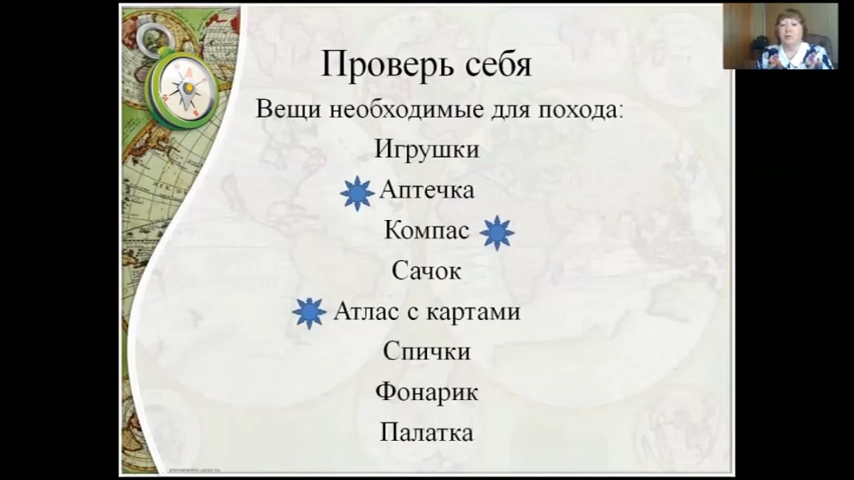 Проверь себя
Вещи необходимые для похода:
Игрушки
Аптечка
Компас
Сачок
Атлас с картами
Спички
Фонарик
Палатка